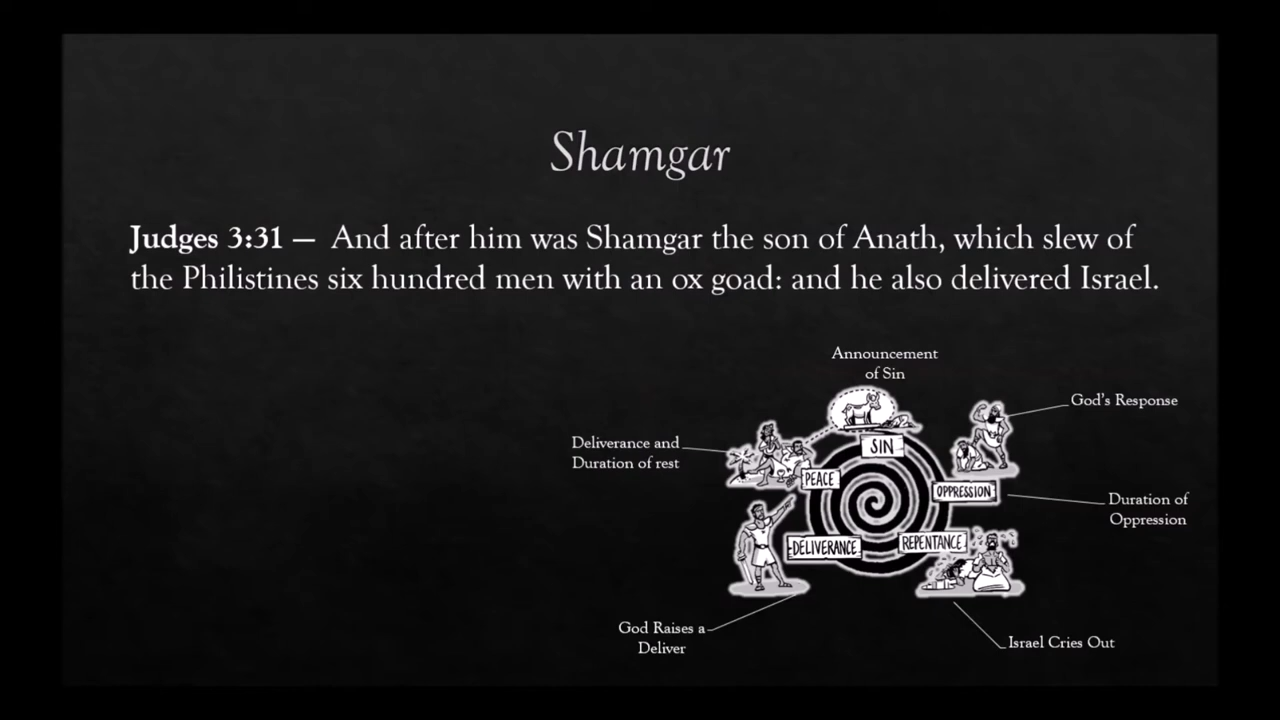 Shamgar
Judges 3:31 — And after him was Shamgar the son of Anath, which slew of
the Philistines six hundred men with an ox goad: and he also delivered Israel.
Announcement
of Sin
God's Response
Deliverance and
Duration of rest
SIN
PEACE
OPPRESSION
Duration of
Oppression
DELIVERANCE
REPENTANCE
God Raises a
Deliver
Israel Cries Out